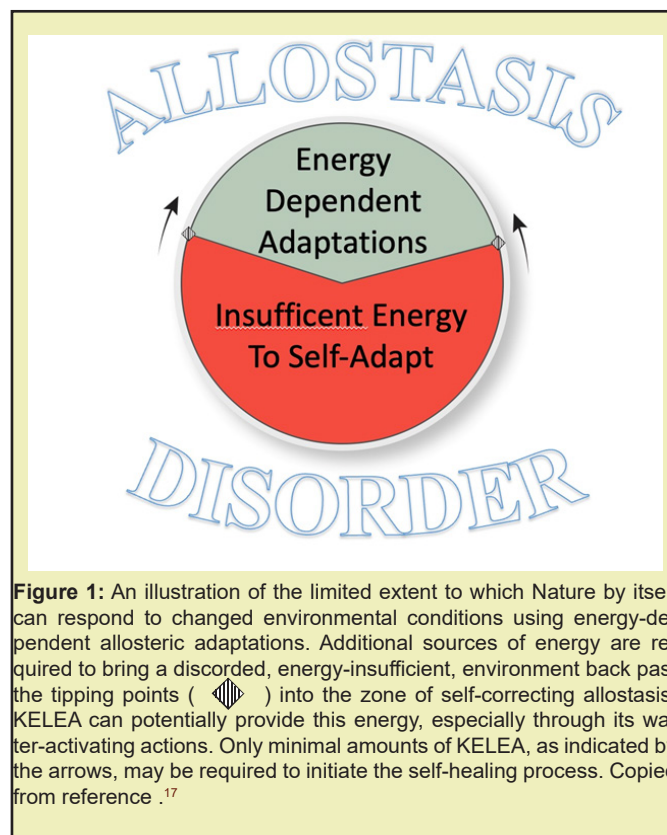 ALLOSTASIS
Energy
Dependent
Adaptations
Insufficent Energy
To Self-Adapt
DISORDER
Figure 1: An illustration of the limited extent to which Nature by itse
can respond to changed environmental conditions using energy-de
pendent allosteric adaptations. Additional sources of energy are re
quired to bring a discorded, energy-insufficient, environment back pas
the tipping points ( ) into the zone of self-correcting allostasis
KELEA can potentially provide this energy, especially through its wa
ter-activating actions. Only minimal amounts of KELEA, as indicated b
the arrows, may be required to initiate the self-healing process. Copied
from reference .17